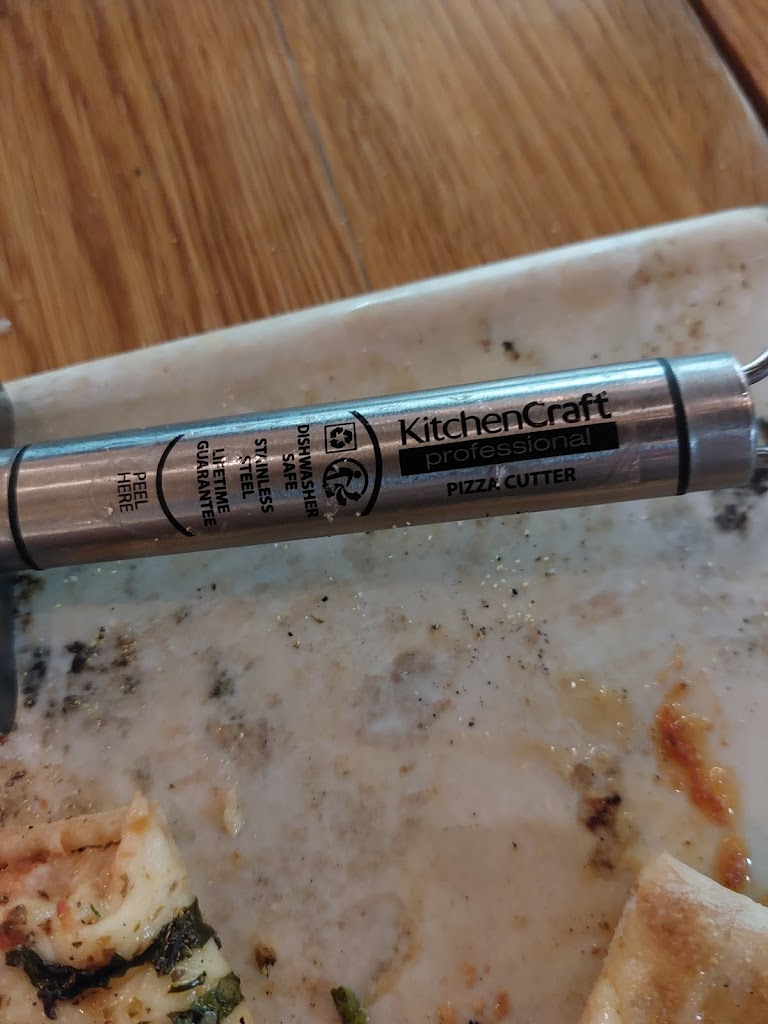 KitchenCraft
professional
PIZZA CUTTER
DISHWASHER
SAFE
STAINLESS
STEEL
LIFETIME
GUARANTEE
PEEL
HERE